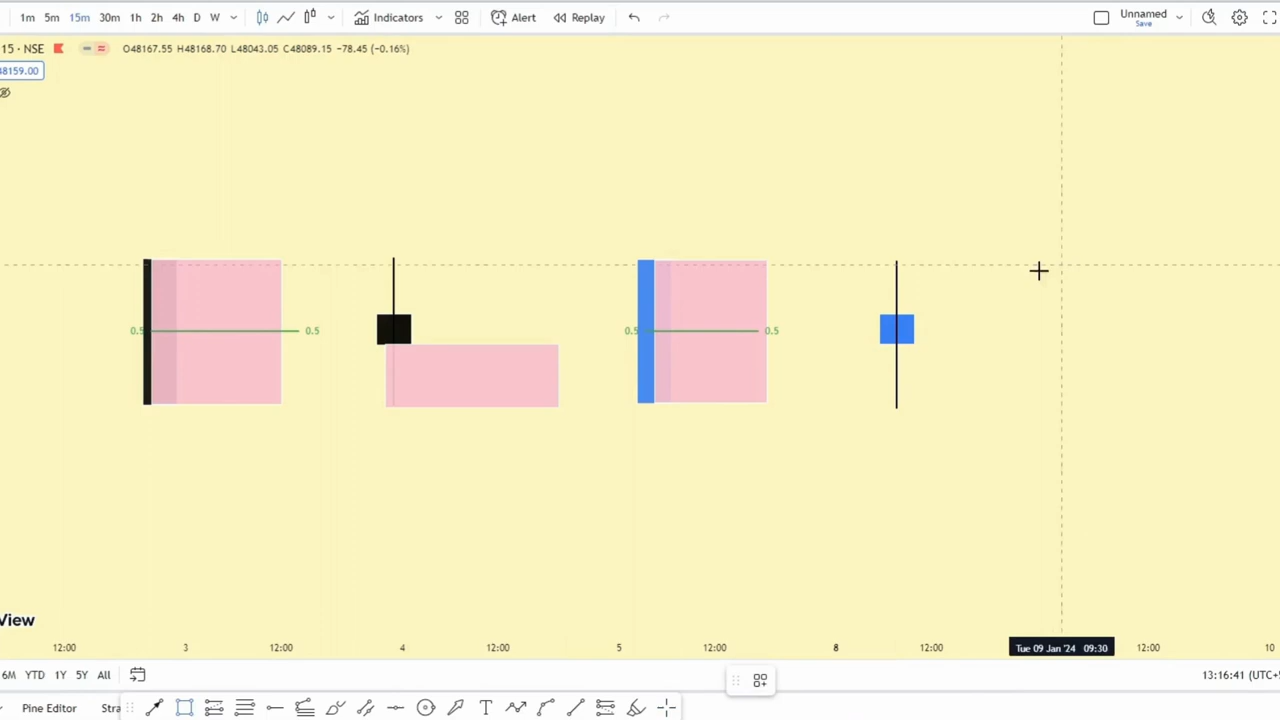 1m 5m 15m 30m 1h 2h 4h D W Indicators Alert Replay Unnamed
Save
15 · NSE O48167.55 H48168.70 L48043.05 C48089.15 −78.45 (−0.16%)
48159.00
0.5 0.5 0.5 0.5
View
12:00 3 12:00 4 12:00 5 12:00 8 12:00 Tue 09 Jan '24 09:30 12:00 10
6M YTD 1Y 5Y All 13:16:41 (UTC+5
Pine Editor Stra